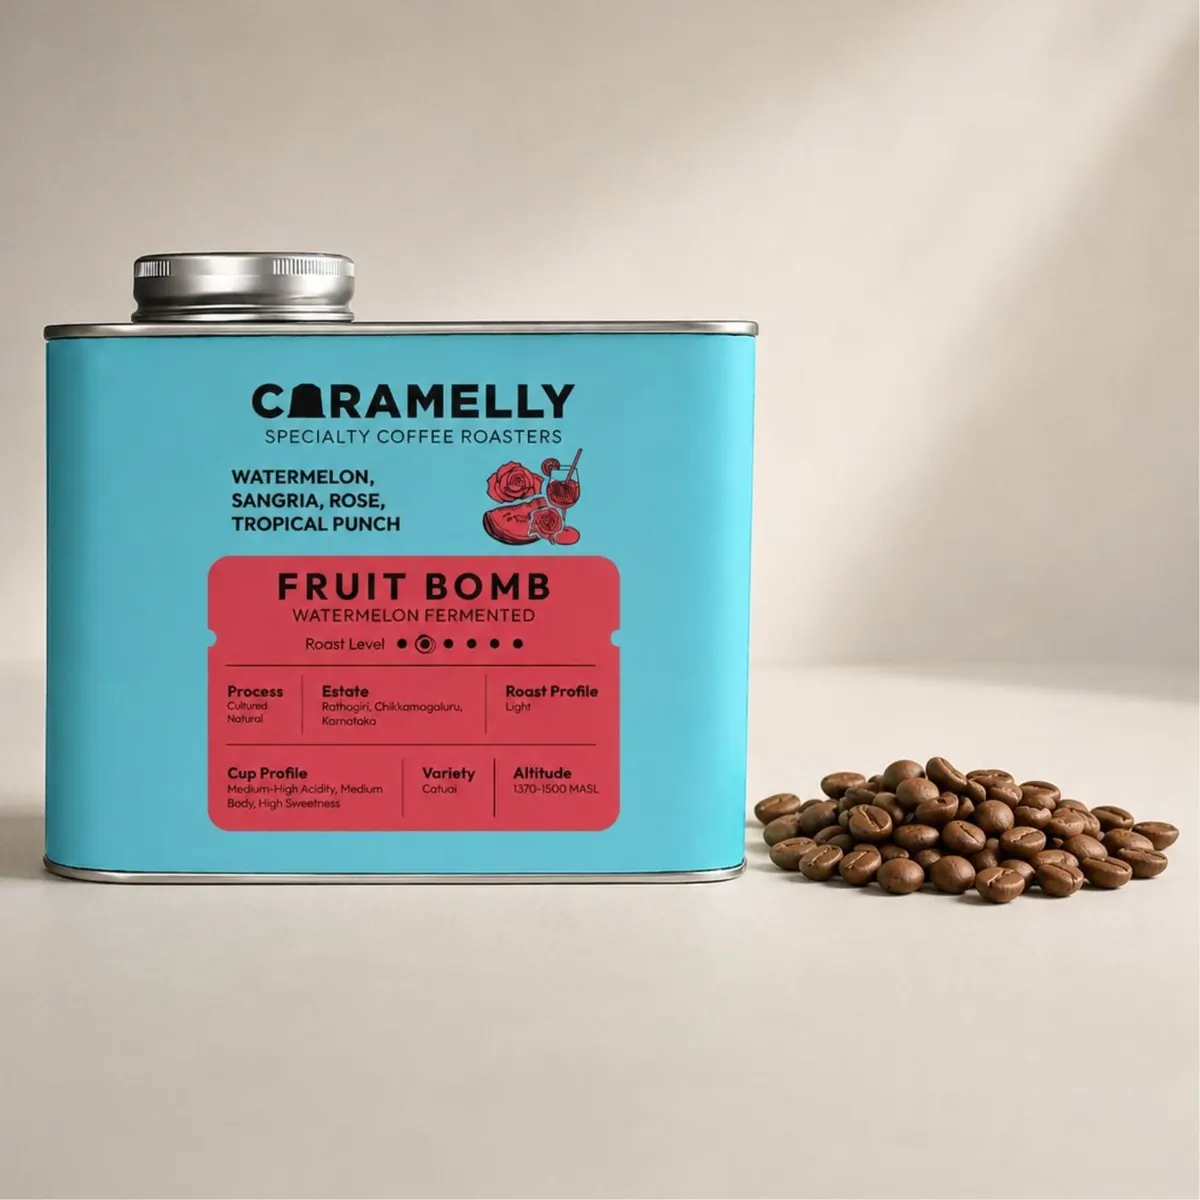 CARAMELLY
SPECIALTY COFFEE ROASTERS
WATERMELON,
SANGRIA, ROSE,
TROPICAL PUNCH
FRUIT BOMB
WATERMELON FERMENTED
Roast Level
Process
Cultured
Natural
Estate
Rathogiri, Chikkamagaluru,
Karnataka
Roast Profile
Light
Cup Profile
Medium-High Acidity, Medium
Body, High Sweetness
Variety
Catuai
Altitude
1370-1500 MASL